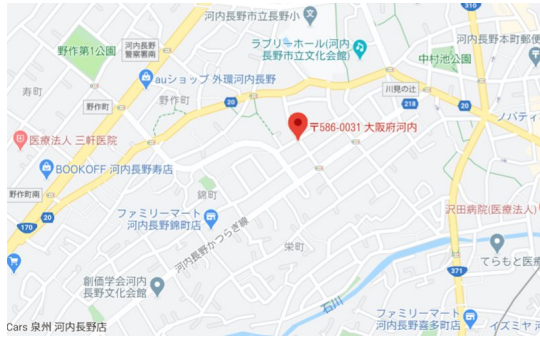 河内長野市立長野小
310
野作第1公園
河内長野
警察署南
ラブリーホール(河内
長野市立文化会館)
中村池公園
河内長野本町郵便
auショップ 外環河内長野
寿町
野作町
野作町
20
川見の辻
218
ノバティ
〒586-0031 大阪府河内
医療法人 三軒医院
BOOKOFF 河内長野寿店
野作町南
錦町
沢田病院(医療法人)
20
170
ファミリーマート
河内長野錦町店
河内長野かつらぎ線
栄町
てらもと医療
371
創価学会河内
長野文化会館
石川
ファミリーマート
河内長野喜多町店
イズミヤ 河
Cars 泉州 河内長野店